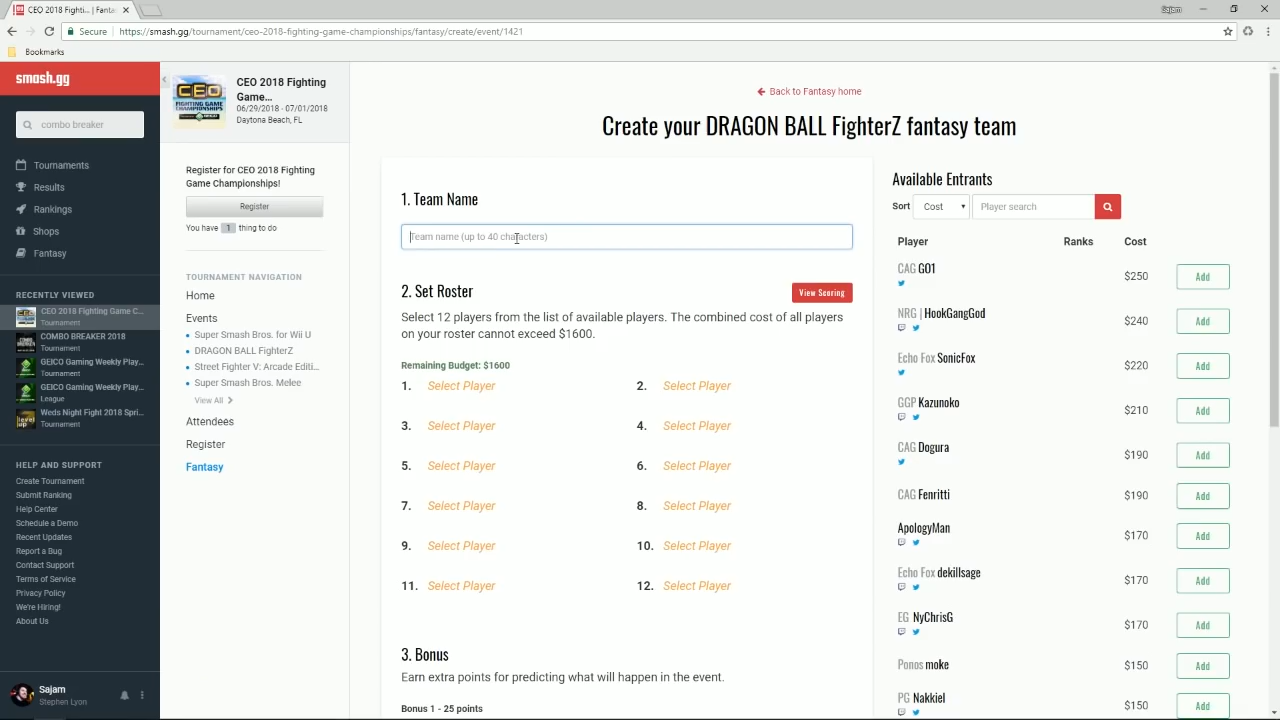 CEO 2018 Fighting Game Champ | Fanta
Sajam
Secure
https://smash.gg/tournament/ceo-2018-fighting-game-championships/fantasy/create/event/1421
Bookmarks
smash.gg
combo breaker
Tournaments
Results
Rankings
Shops
Fantasy
RECENTLY VIEWED
CEO 2018 Fighting Game C...
Tournament
COMBO BREAKER 2018
Tournament
GEICO Gaming Weekly Play...
Tournament
GEICO Gaming Weekly Play...
League
Weds Night Fight 2018 Spri...
Tournament
HELP AND SUPPORT
Create Tournament
Submit Ranking
Help Center
Schedule a Demo
Recent Updates
Report a Bug
Contact Support
Terms of Service
Privacy Policy
We're Hiring!
About Us
Sajam
Stephen Lyon
CEO
FIGHTING GAME
CHAMPIONSHIPS
CEO 2018 Fighting
Game...
06/29/2018 - 07/01/2018
Daytona Beach, FL
Register for CEO 2018 Fighting
Game Championships!
Register
You have 1 thing to do
TOURNAMENT NAVIGATION
Home
Events
Super Smash Bros. for Wii U
DRAGON BALL FighterZ
Street Fighter V: Arcade Editi...
Super Smash Bros. Melee
View All
Attendees
Register
Fantasy
Back to Fantasy home
Create your DRAGON BALL FighterZ fantasy team
1. Team Name
Team name (up to 40 characters)
2. Set Roster
View Scoring
Select 12 players from the list of available players. The combined cost of all players
on your roster cannot exceed $1600.
Remaining Budget: $1600
1. Select Player 2. Select Player
3. Select Player 4. Select Player
5. Select Player 6. Select Player
7. Select Player 8. Select Player
9. Select Player 10. Select Player
11. Select Player 12. Select Player
3. Bonus
Earn extra points for predicting what will happen in the event.
Bonus 1 - 25 points
Available Entrants
Sort Cost Player search
Player Ranks Cost
CAG GO1 $250 Add
NRG | HookGangGod $240 Add
Echo Fox SonicFox $220 Add
GGP Kazunoko $210 Add
CAG Dogura $190 Add
CAG Fenritti $190 Add
ApologyMan $170 Add
Echo Fox dekillsage $170 Add
EG NyChrisG $170 Add
Ponos moke $150 Add
PG Nakkiel $150 Add